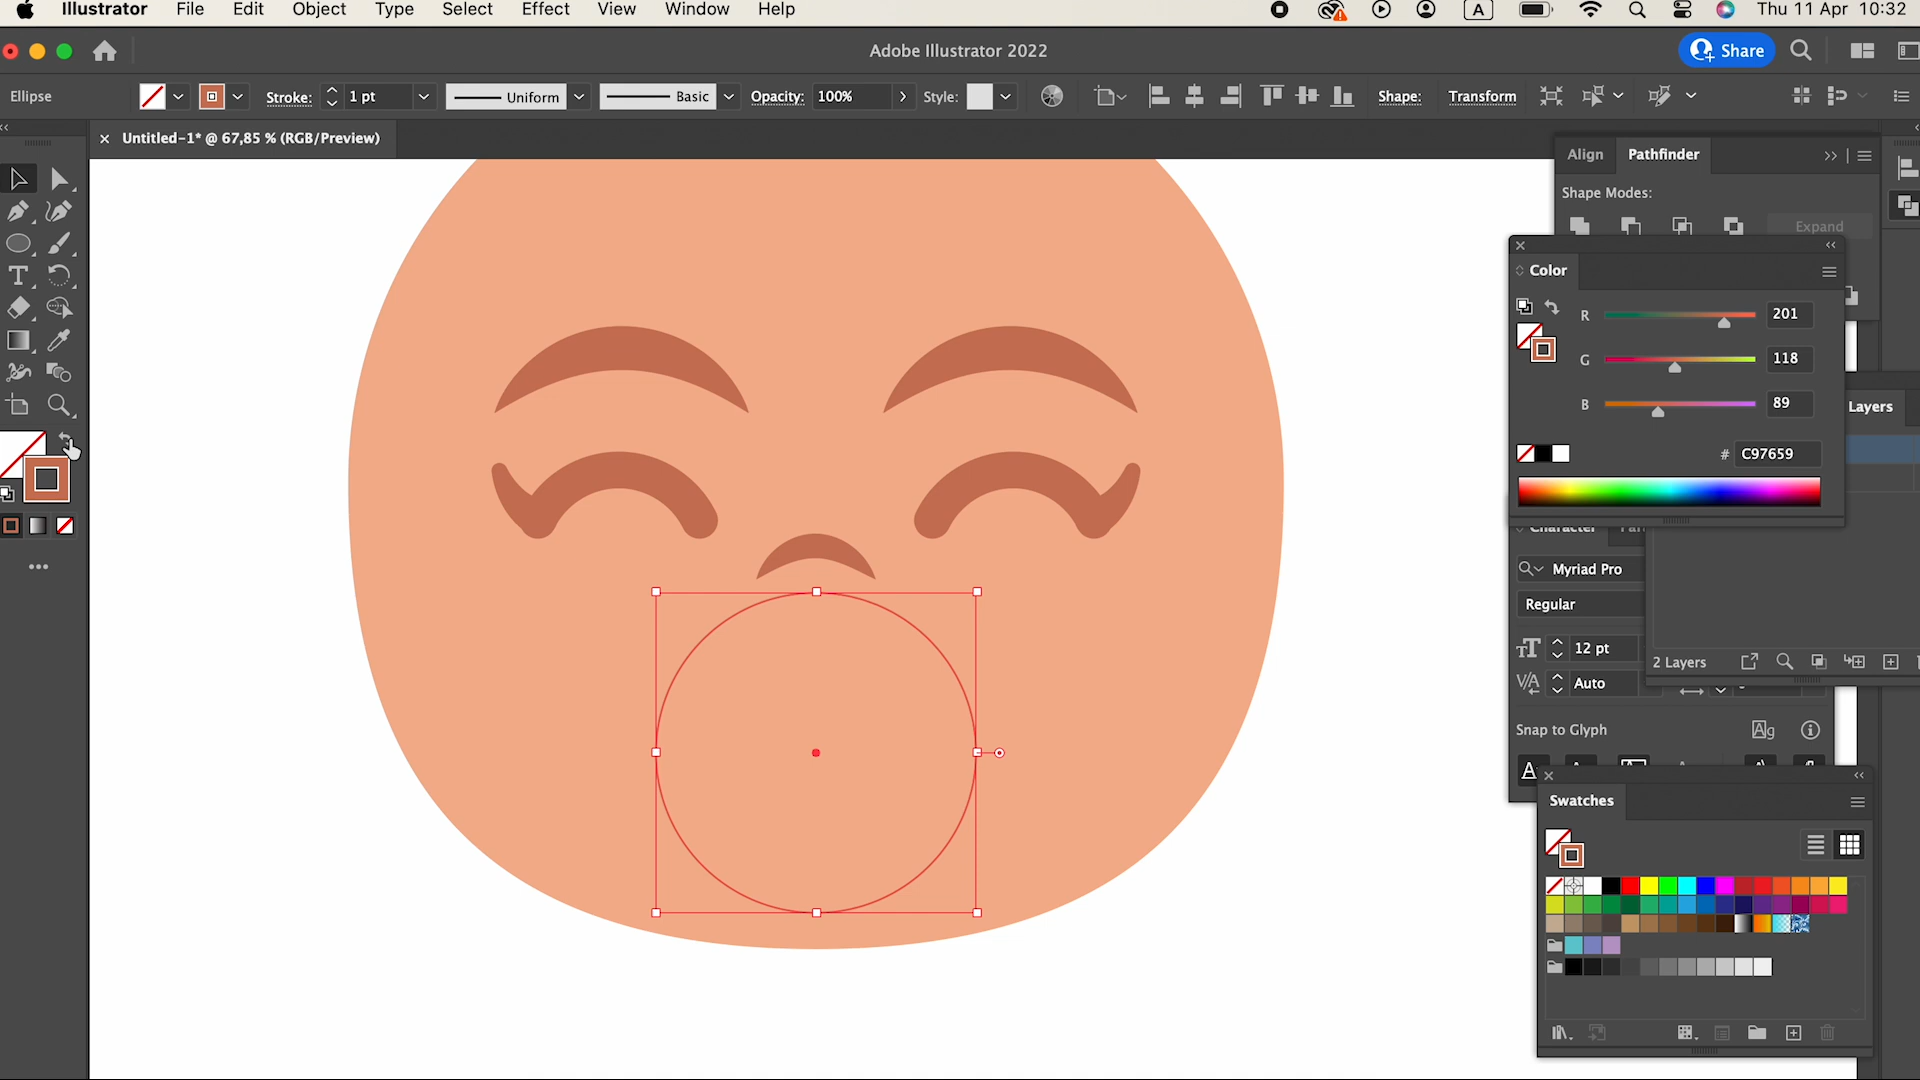 Illustrator File Edit Object Type Select Effect View Window Help A Thu 11 Apr 10:32
Adobe Illustrator 2022 Share
Ellipse Stroke: 1 pt Uniform Basic Opacity: 100% Style: Shape: Transform
× Untitled-1* @ 67,85 % (RGB/Preview)
Align Pathfinder
Shape Modes:
Expand
Color
R 201
G 118
B 89
# C97659
Layers
Character
Myriad Pro
Regular
12 pt
Auto
2 Layers
Snap to Glyph
Swatches